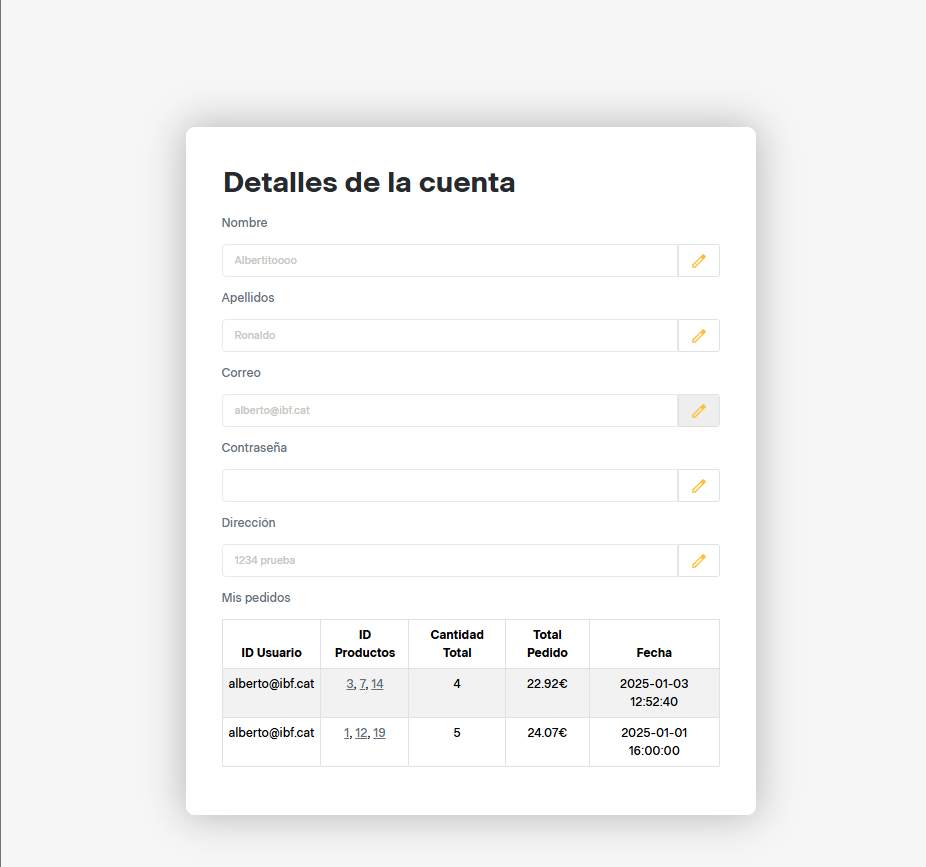 Detalles de la cuenta
Nombre
Albertitoooo
Apellidos
Ronaldo
Correo
alberto@ibf.cat
Contraseña
Dirección
1234 prueba
Mis pedidos
ID Usuario ID Productos Cantidad Total Total Pedido Fecha
alberto@ibf.cat 3, 7, 14 4 22.92€ 2025-01-03 12:52:40
alberto@ibf.cat 1, 12, 19 5 24.07€ 2025-01-01 16:00:00